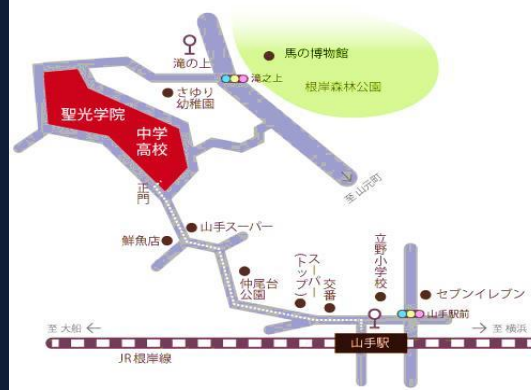 馬の博物館
滝の上
滝之上
根岸森林公園
さゆり
幼稚園
聖光学院
中学
高校
至山元町
正門
山手スーパー
鮮魚店
立野小学校
スーパー
(トップ)
交番
仲尾台
公園
セブンイレブン
山手駅前
至 大船
至 横浜
山手駅
JR根岸線